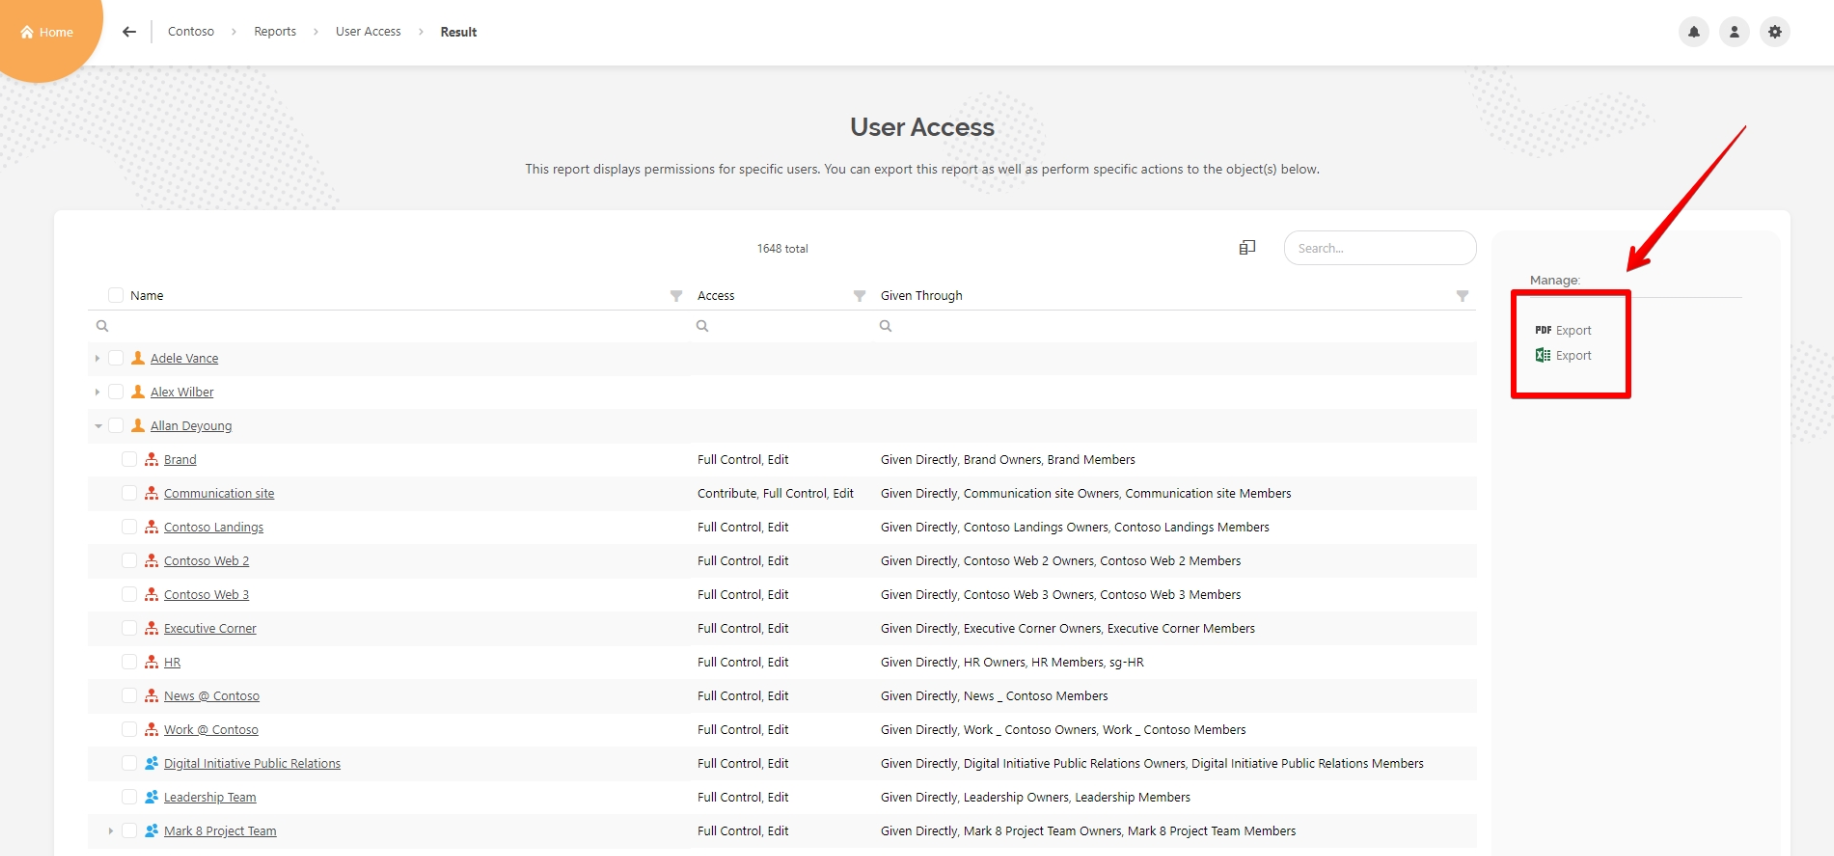 Home
Contoso > Reports > User Access > Result
User Access
This report displays permissions for specific users. You can export this report as well as perform specific actions to the object(s) below.
1648 total
Search...
Manage:
PDF Export
Export
Name Access Given Through
Adele Vance
Alex Wilber
Allan Deyoung
Brand Full Control, Edit Given Directly, Brand Owners, Brand Members
Communication site Contribute, Full Control, Edit Given Directly, Communication site Owners, Communication site Members
Contoso Landings Full Control, Edit Given Directly, Contoso Landings Owners, Contoso Landings Members
Contoso Web 2 Full Control, Edit Given Directly, Contoso Web 2 Owners, Contoso Web 2 Members
Contoso Web 3 Full Control, Edit Given Directly, Contoso Web 3 Owners, Contoso Web 3 Members
Executive Corner Full Control, Edit Given Directly, Executive Corner Owners, Executive Corner Members
HR Full Control, Edit Given Directly, HR Owners, HR Members, sg-HR
News @ Contoso Full Control, Edit Given Directly, News _ Contoso Members
Work @ Contoso Full Control, Edit Given Directly, Work _ Contoso Owners, Work _ Contoso Members
Digital Initiative Public Relations Full Control, Edit Given Directly, Digital Initiative Public Relations Owners, Digital Initiative Public Relations Members
Leadership Team Full Control, Edit Given Directly, Leadership Owners, Leadership Members
Mark 8 Project Team Full Control, Edit Given Directly, Mark 8 Project Team Owners, Mark 8 Project Team Members